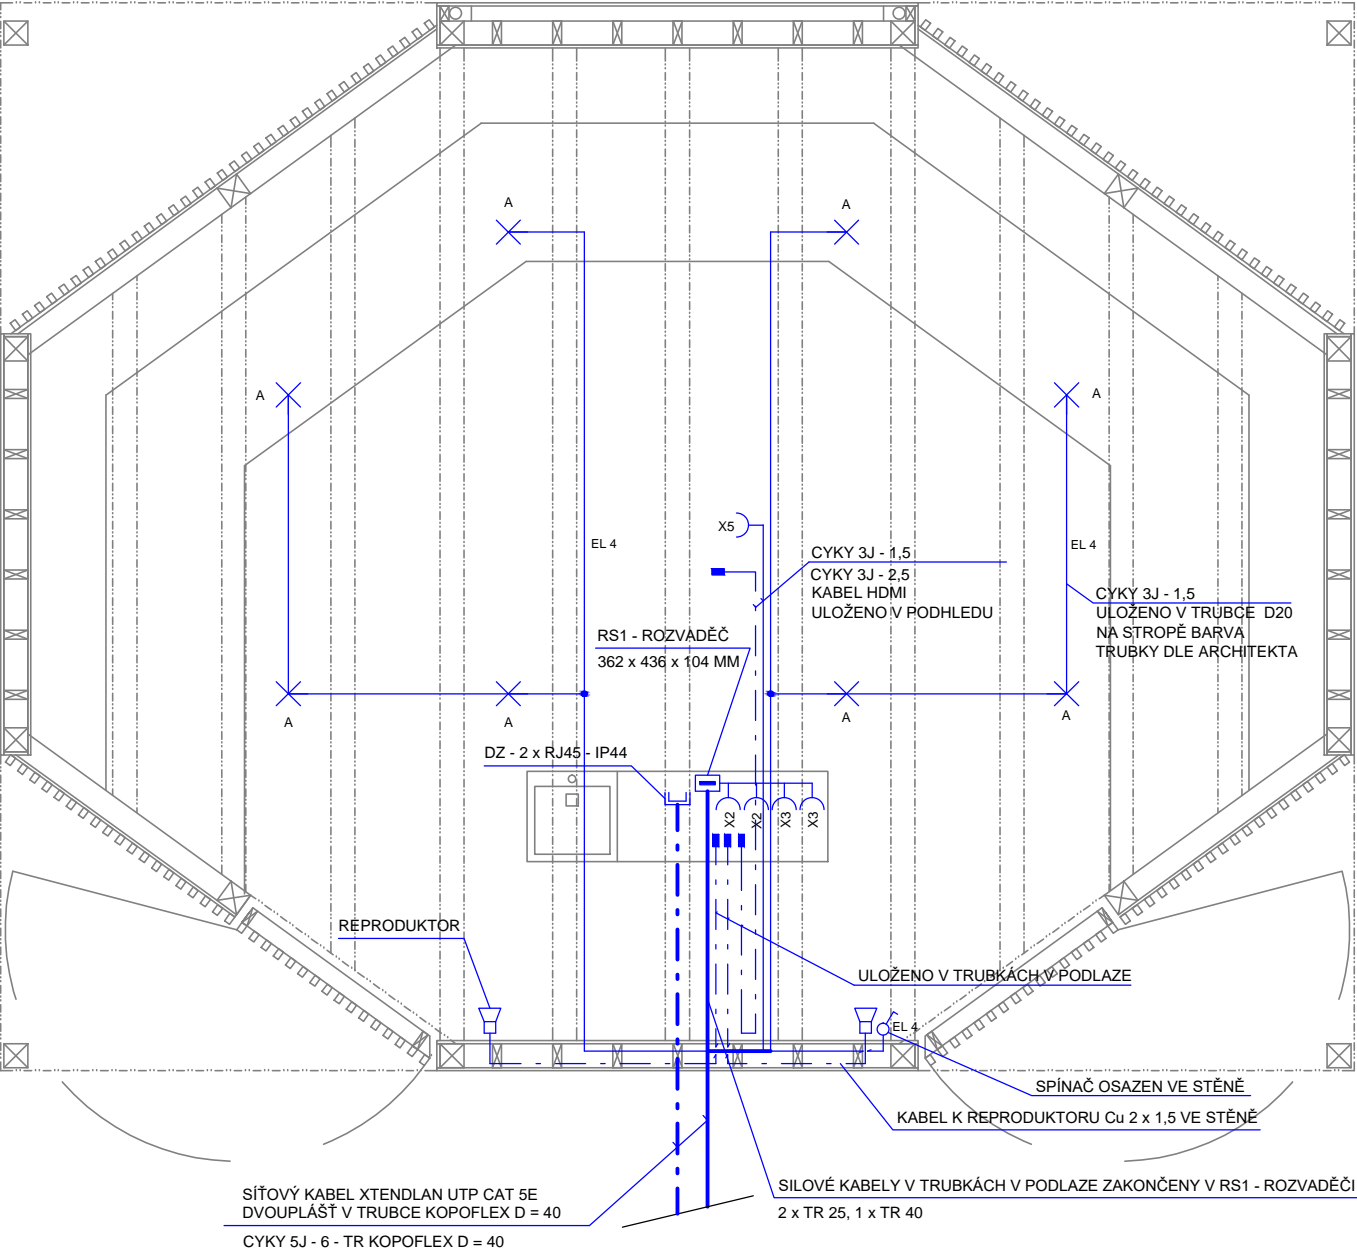 A
A
A
A
X5
EL 4
EL 4
CYKY 3J - 1,5
CYKY 3J - 2,5
KABEL HDMI
ULOŽENO V PODHLEDU
CYKY 3J - 1,5
ULOŽENO V TRUBCE D20
NA STROPĚ BARVA
TRUBKY DLE ARCHITEKTA
RS1 - ROZVADĚČ
362 x 436 x 104 MM
A
A
A
A
DZ - 2 x RJ45 - IP44
X2
X2
X3
X3
REPRODUKTOR
ULOŽENO V TRUBKÁCH V PODLAZE
EL 4
SPÍNAČ OSAZEN VE STĚNĚ
KABEL K REPRODUKTORU Cu 2 x 1,5 VE STĚNĚ
SÍŤOVÝ KABEL XTENDLAN UTP CAT 5E
DVOUPLÁŠŤ V TRUBCE KOPOFLEX D = 40
CYKY 5J - 6 - TR KOPOFLEX D = 40
SILOVÉ KABELY V TRUBKÁCH V PODLAZE ZAKONČENY V RS1 - ROZVADĚČI
2 x TR 25, 1 x TR 40